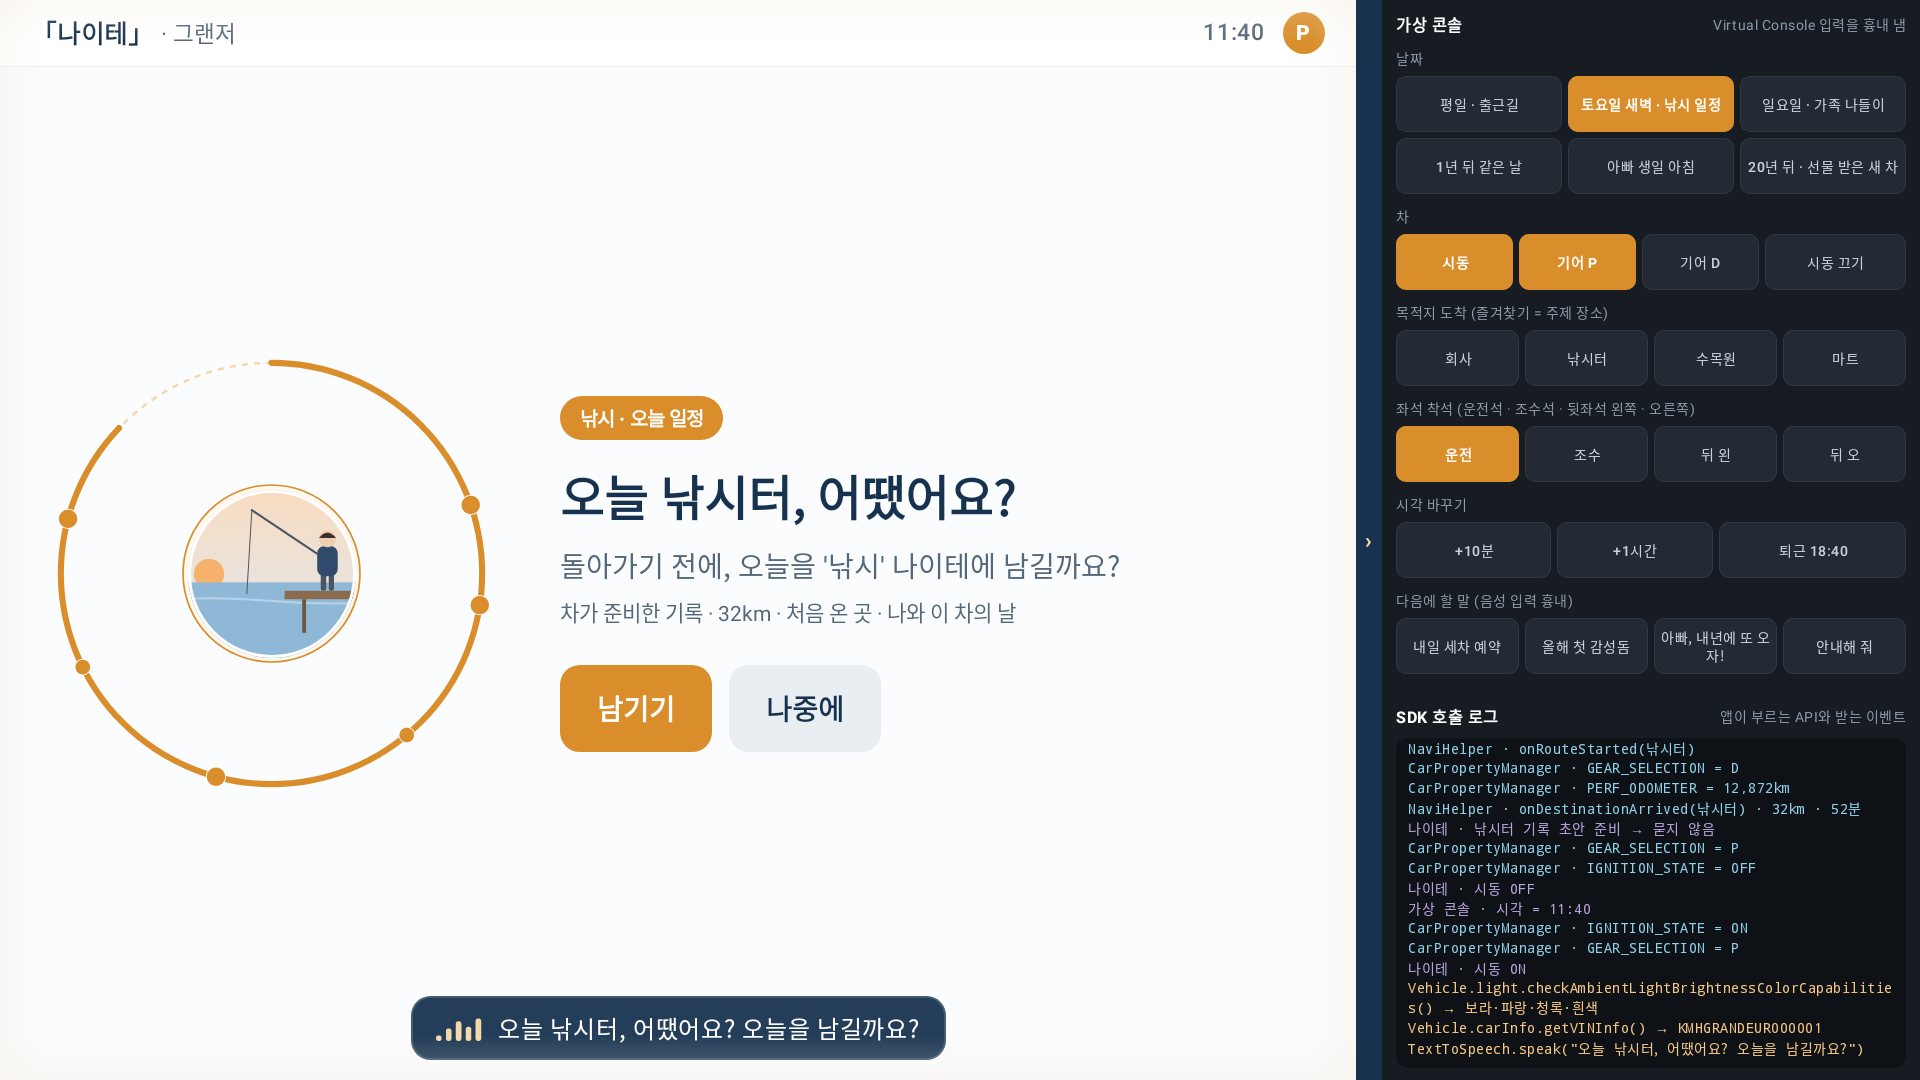 「나이테」 · 그랜저
11:40 P
낚시 · 오늘 일정
오늘 낚시터, 어땠어요?
돌아가기 전에, 오늘을 '낚시' 나이테에 남길까요?
차가 준비한 기록 · 32km · 처음 온 곳 · 나와 이 차의 날
남기기 나중에
오늘 낚시터, 어땠어요? 오늘을 남길까요?
›
가상 콘솔 Virtual Console 입력을 흉내 냄
날짜
평일 · 출근길 토요일 새벽 · 낚시 일정 일요일 · 가족 나들이
1년 뒤 같은 날 아빠 생일 아침 20년 뒤 · 선물 받은 새 차
차
시동 기어 P 기어 D 시동 끄기
목적지 도착 (즐겨찾기 = 주제 장소)
회사 낚시터 수목원 마트
좌석 착석 (운전석 · 조수석 · 뒷좌석 왼쪽 · 오른쪽)
운전 조수 뒤 왼 뒤 오
시각 바꾸기
+10분 +1시간 퇴근 18:40
다음에 할 말 (음성 입력 흉내)
내일 세차 예약 올해 첫 감성돔 아빠, 내년에 또 오 안내해 줘
자!
SDK 호출 로그 앱이 부르는 API와 받는 이벤트
NaviHelper · onRouteStarted(낚시터)
CarPropertyManager · GEAR_SELECTION = D
CarPropertyManager · PERF_ODOMETER = 12,872km
NaviHelper · onDestinationArrived(낚시터) · 32km · 52분
나이테 · 낚시터 기록 초안 준비 → 묻지 않음
CarPropertyManager · GEAR_SELECTION = P
CarPropertyManager · IGNITION_STATE = OFF
나이테 · 시동 OFF
가상 콘솔 · 시각 = 11:40
CarPropertyManager · IGNITION_STATE = ON
CarPropertyManager · GEAR_SELECTION = P
나이테 · 시동 ON
Vehicle.light.checkAmbientLightBrightnessColorCapabilitie
s() → 보라·파랑·청록·흰색
Vehicle.carInfo.getVINInfo() → KMHGRANDEUR000001
TextToSpeech.speak("오늘 낚시터, 어땠어요? 오늘을 남길까요?")